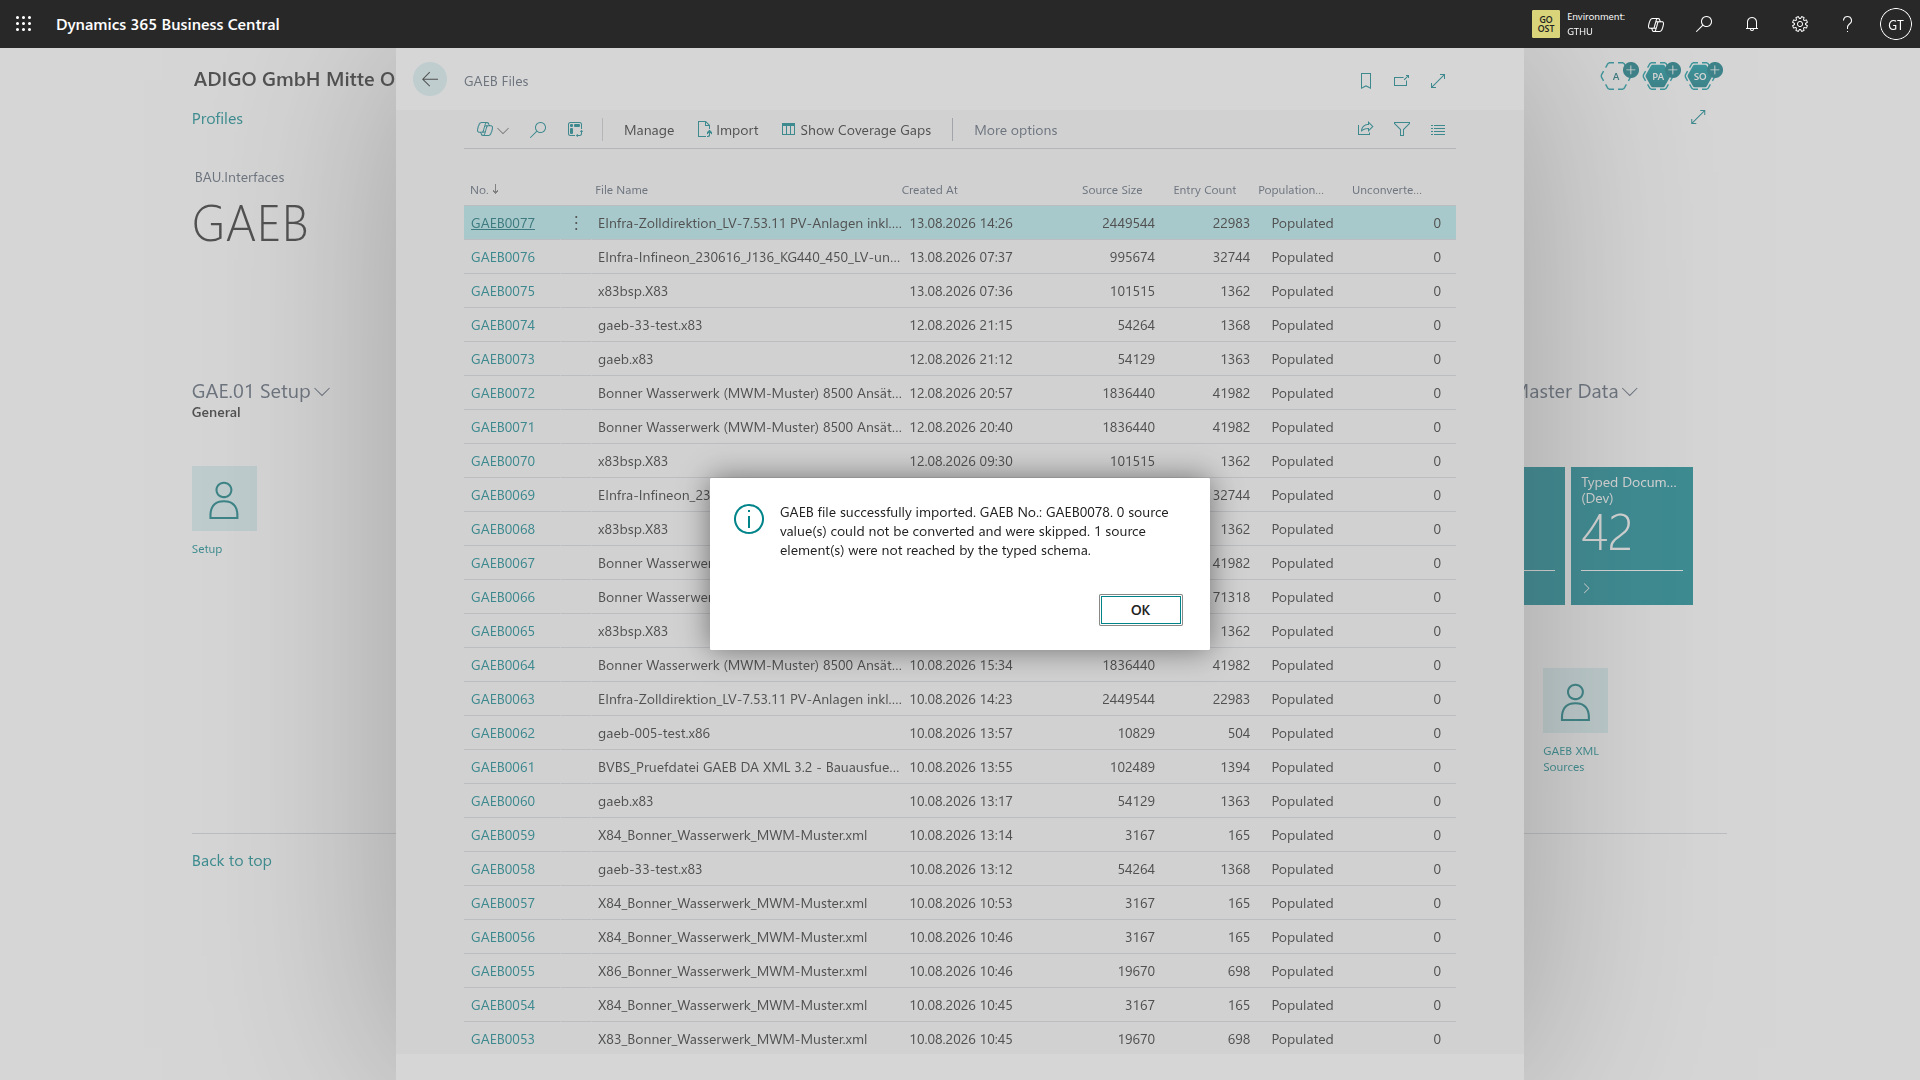 Dynamics 365 Business Central
GO
OST
Environment:
GTHU
GT
ADIGO GmbH Mitte O
Profiles
BAU.Interfaces
GAEB
GAE.01 Setup
General
Setup
Back to top
GAEB Files
Manage
Import
Show Coverage Gaps
More options
No. ↓ File Name Created At Source Size Entry Count Population... Unconverte...
GAEB0077 EInfra-Zolldirektion_LV-7.53.11 PV-Anlagen inkl.... 13.08.2026 14:26 2449544 22983 Populated 0
GAEB0076 EInfra-Infineon_230616_J136_KG440_450_LV-un... 13.08.2026 07:37 995674 32744 Populated 0
GAEB0075 x83bsp.X83 13.08.2026 07:36 101515 1362 Populated 0
GAEB0074 gaeb-33-test.x83 12.08.2026 21:15 54264 1368 Populated 0
GAEB0073 gaeb.x83 12.08.2026 21:12 54129 1363 Populated 0
GAEB0072 Bonner Wasserwerk (MWM-Muster) 8500 Ansät... 12.08.2026 20:57 1836440 41982 Populated 0
GAEB0071 Bonner Wasserwerk (MWM-Muster) 8500 Ansät... 12.08.2026 20:40 1836440 41982 Populated 0
GAEB0070 x83bsp.X83 12.08.2026 09:30 101515 1362 Populated 0
GAEB0069 EInfra-Infineon_23 32744 Populated 0
GAEB0068 x83bsp.X83 1362 Populated 0
GAEB0067 Bonner Wasserwer 41982 Populated 0
GAEB0066 Bonner Wasserwer 71318 Populated 0
GAEB0065 x83bsp.X83 1362 Populated 0
GAEB0064 Bonner Wasserwerk (MWM-Muster) 8500 Ansät... 10.08.2026 15:34 1836440 41982 Populated 0
GAEB0063 EInfra-Zolldirektion_LV-7.53.11 PV-Anlagen inkl.... 10.08.2026 14:23 2449544 22983 Populated 0
GAEB0062 gaeb-005-test.x86 10.08.2026 13:57 10829 504 Populated 0
GAEB0061 BVBS_Pruefdatei GAEB DA XML 3.2 - Bauausfue... 10.08.2026 13:55 102489 1394 Populated 0
GAEB0060 gaeb.x83 10.08.2026 13:17 54129 1363 Populated 0
GAEB0059 X84_Bonner_Wasserwerk_MWM-Muster.xml 10.08.2026 13:14 3167 165 Populated 0
GAEB0058 gaeb-33-test.x83 10.08.2026 13:12 54264 1368 Populated 0
GAEB0057 X84_Bonner_Wasserwerk_MWM-Muster.xml 10.08.2026 10:53 3167 165 Populated 0
GAEB0056 X84_Bonner_Wasserwerk_MWM-Muster.xml 10.08.2026 10:46 3167 165 Populated 0
GAEB0055 X86_Bonner_Wasserwerk_MWM-Muster.xml 10.08.2026 10:46 19670 698 Populated 0
GAEB0054 X84_Bonner_Wasserwerk_MWM-Muster.xml 10.08.2026 10:45 3167 165 Populated 0
GAEB0053 X83_Bonner_Wasserwerk_MWM-Muster.xml 10.08.2026 10:45 19670 698 Populated 0
GAEB file successfully imported. GAEB No.: GAEB0078. 0 source
value(s) could not be converted and were skipped. 1 source
element(s) were not reached by the typed schema.
OK
A PA SO
Master Data
Typed Docum...
(Dev)
42
GAEB XML
Sources